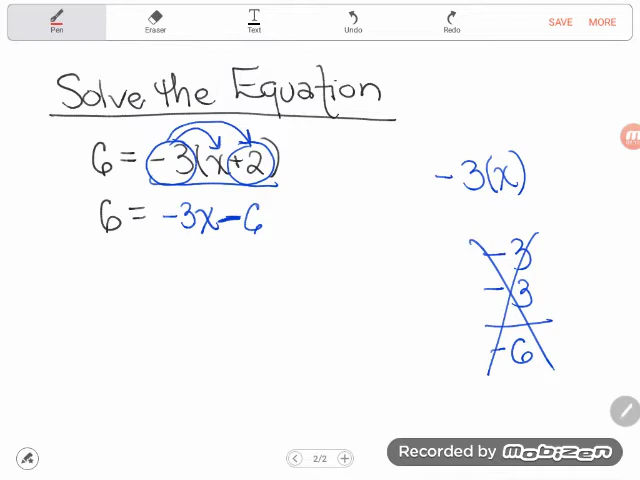 Pen Eraser Text Undo Redo SAVE MORE
Solve the Equation
6 = -3(x+2)
6 = -3x - 6
-3(x)
-3
-3
-6
2/2
Recorded by mobizen